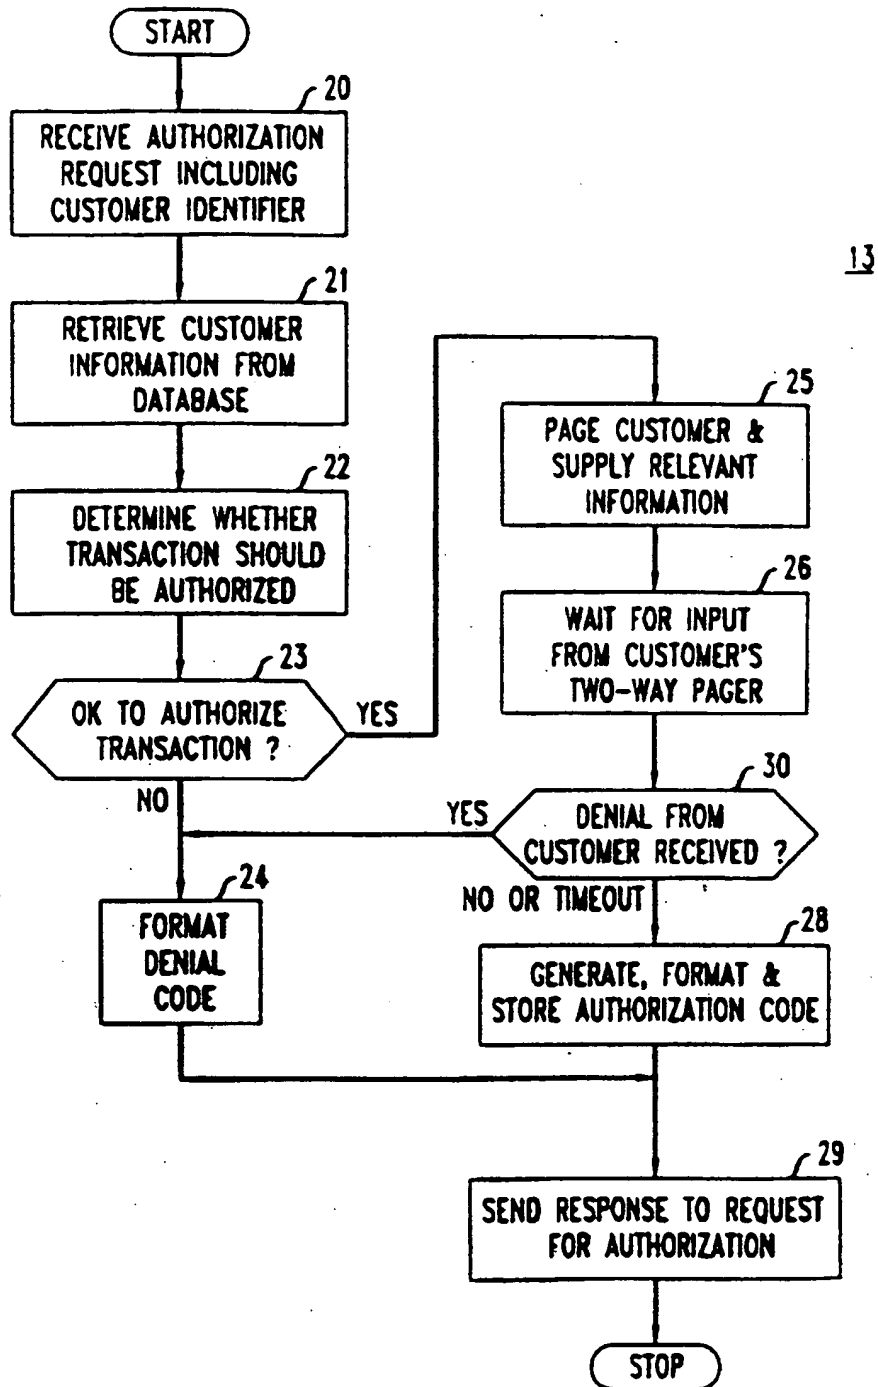 START
20
RECEIVE AUTHORIZATION
REQUEST INCLUDING
CUSTOMER IDENTIFIER
21
RETRIEVE CUSTOMER
INFORMATION FROM
DATABASE
22
DETERMINE WHETHER
TRANSACTION SHOULD
BE AUTHORIZED
23
OK TO AUTHORIZE
TRANSACTION ?
YES
NO
24
FORMAT
DENIAL
CODE
13
25
PAGE CUSTOMER &
SUPPLY RELEVANT
INFORMATION
26
WAIT FOR INPUT
FROM CUSTOMER'S
TWO-WAY PAGER
30
DENIAL FROM
CUSTOMER RECEIVED ?
YES
NO OR TIMEOUT
28
GENERATE, FORMAT &
STORE AUTHORIZATION CODE
29
SEND RESPONSE TO REQUEST
FOR AUTHORIZATION
STOP